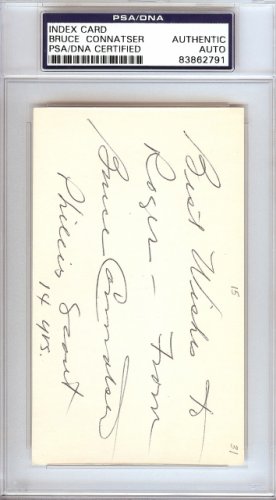 PSA/DNA
INDEX CARD
BRUCE CONNATSER
PSA/DNA CERTIFIED
AUTHENTIC
AUTO
83862791
Best Wishes To
Roger - From
Bruce Connatser
Phillies Scout
14 yrs.
15
31